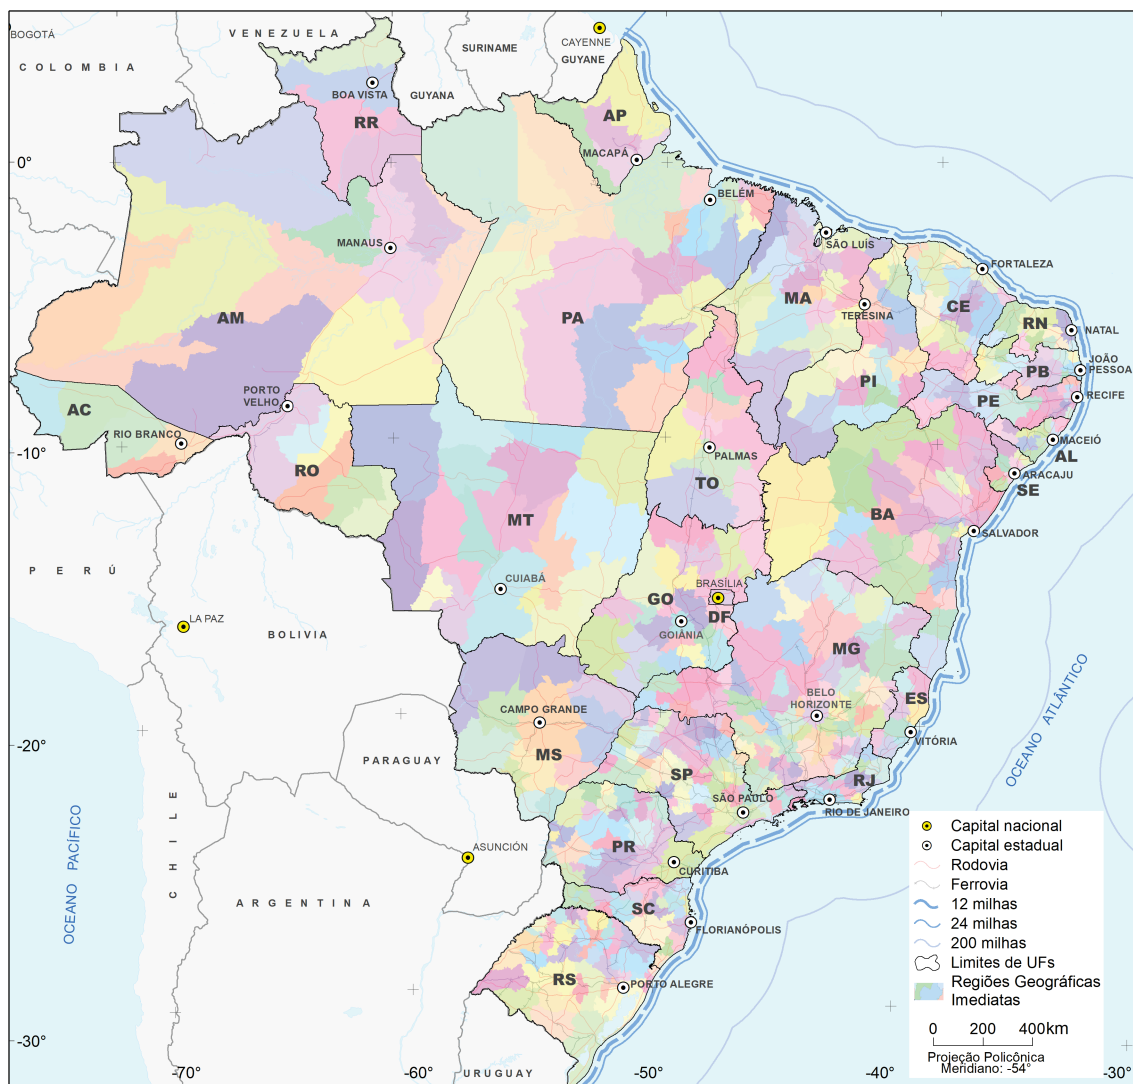 BOGOTÁ
VENEZUELA
COLOMBIA
SURINAME
CAYENNE
GUYANE
GUYANA
BOA VISTA
RR
AP
MACAPÁ
0°
BELÉM
MANAUS
SÃO LUÍS
FORTALEZA
AM
PA
MA
TERESINA
CE
RN
NATAL
JOÃO
PESSOA
PB
PI
PE
RECIFE
AC
PORTO
VELHO
RIO BRANCO
RO
-10°
PALMAS
TO
MACEIÓ
AL
ARACAJU
SE
MT
BA
SALVADOR
PERÚ
CUIABÁ
BRASÍLIA
GO
DF
GOIÂNIA
LA PAZ
BOLIVIA
MG
BELO
HORIZONTE
ES
VITÓRIA
CAMPO GRANDE
MS
-20°
PARAGUAY
SP
SÃO PAULO
RJ
RIO DE JANEIRO
OCEANO ATLÂNTICO
OCEANO PACÍFICO
CHILE
ASUNCIÓN
PR
CURITIBA
ARGENTINA
SC
FLORIANÓPOLIS
RS
PORTO ALEGRE
URUGUAY
-30°
-70°
-60°
-50°
-40°
-30°
Capital nacional
Capital estadual
Rodovia
Ferrovia
12 milhas
24 milhas
200 milhas
Limites de UFs
Regiões Geográficas
Imediatas
0 200 400km
Projeção Policônica
Meridiano: -54°